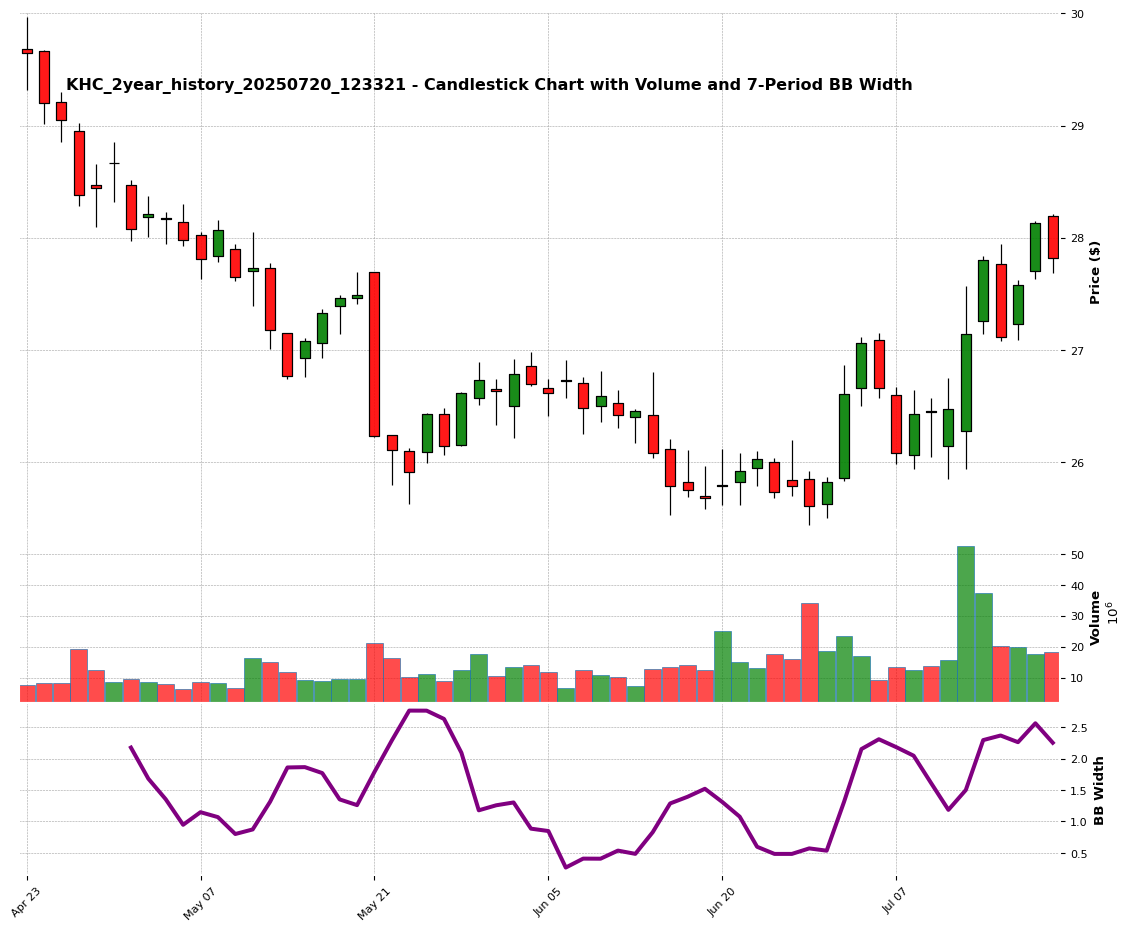 KHC_2year_history_20250720_123321 - Candlestick Chart with Volume and 7-Period BB Width
30
29
28
27
26
Price ($)
50
40
30
20
10
Volume
10^6
2.5
2.0
1.5
1.0
0.5
BB Width
Apr 23
May 07
May 21
Jun 05
Jun 20
Jul 07